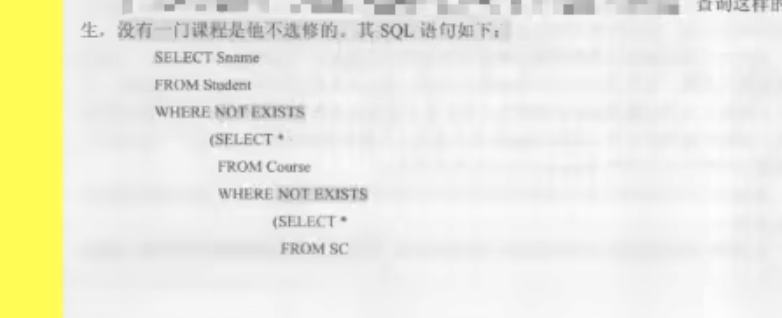 查询这样的
生，没有一门课程是他不选修的。其 SQL 语句如下：
SELECT Sname
FROM Student
WHERE NOT EXISTS
(SELECT *
FROM Course
WHERE NOT EXISTS
(SELECT *
FROM SC